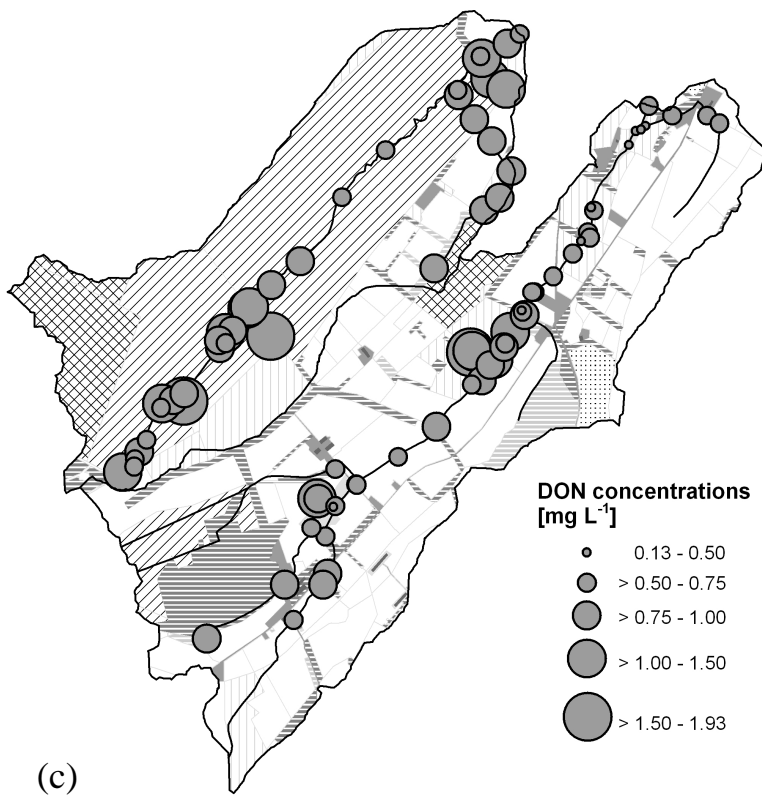 DON concentrations
[mg L⁻¹]
0.13 - 0.50
> 0.50 - 0.75
> 0.75 - 1.00
> 1.00 - 1.50
> 1.50 - 1.93
(c)